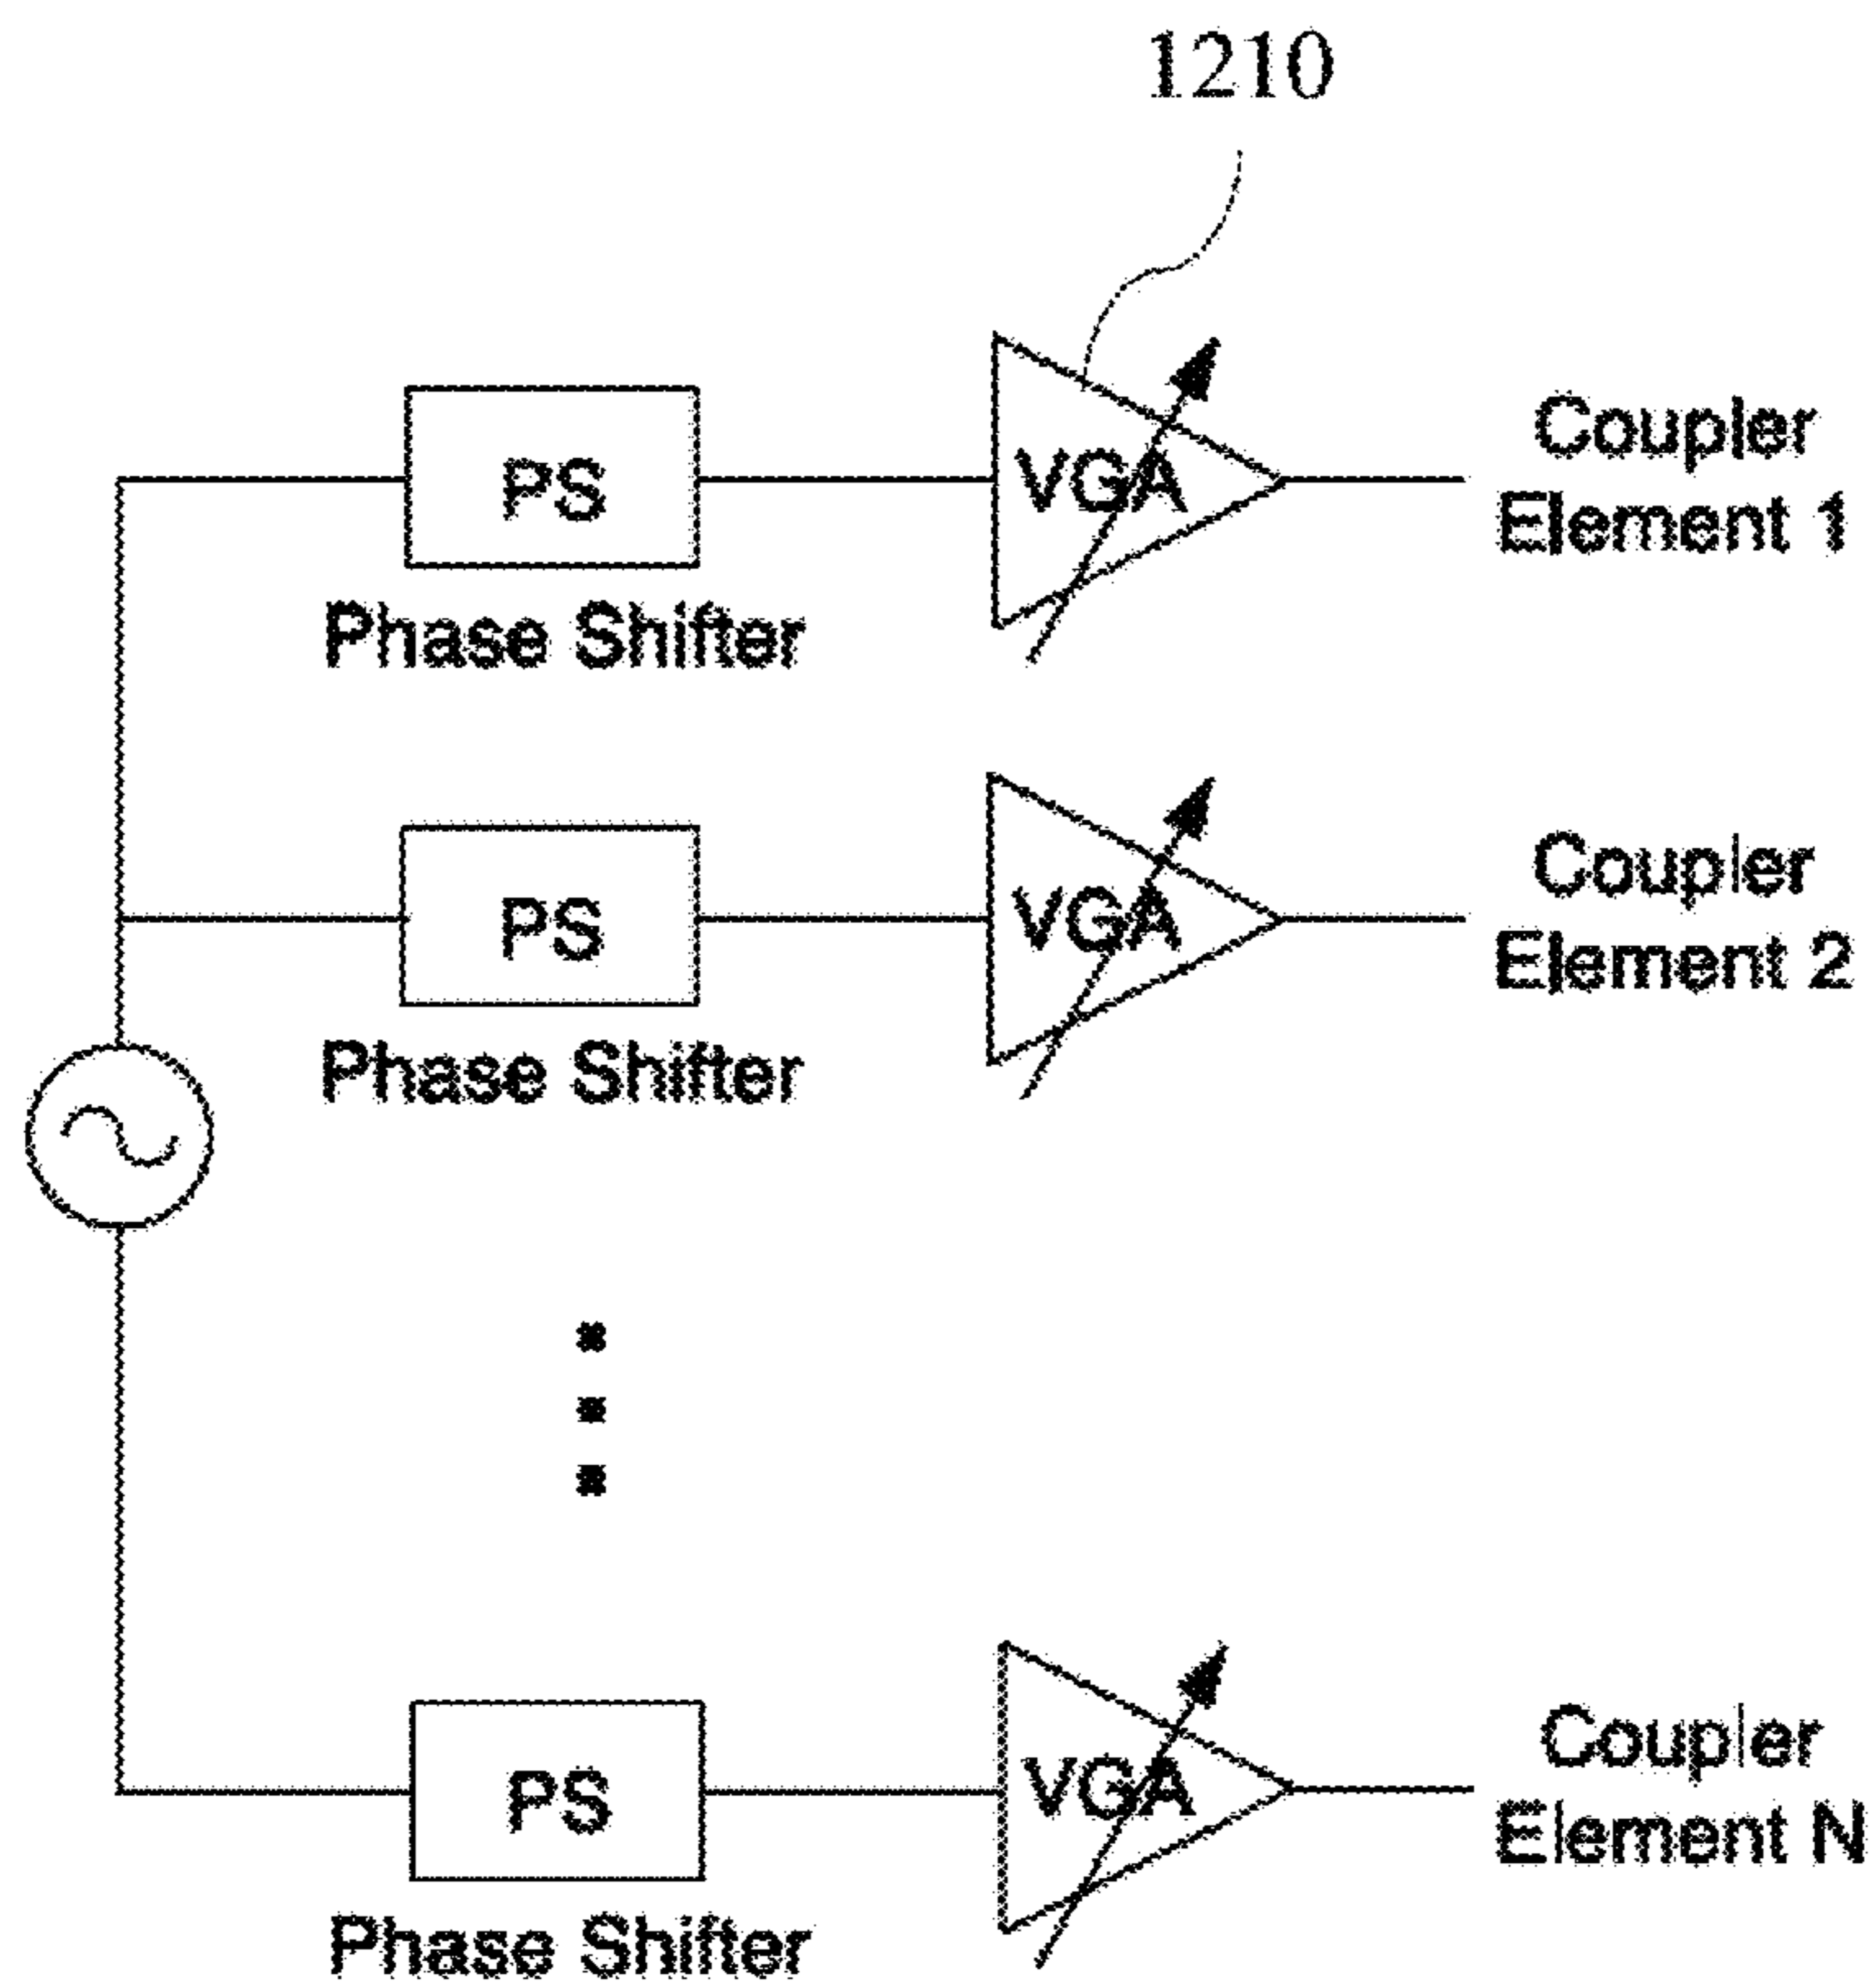 1210
PS
VGA
Coupler
Element 1
Phase Shifter
PS
VGA
Coupler
Element 2
Phase Shifter
PS
VGA
Coupler
Element N
Phase Shifter